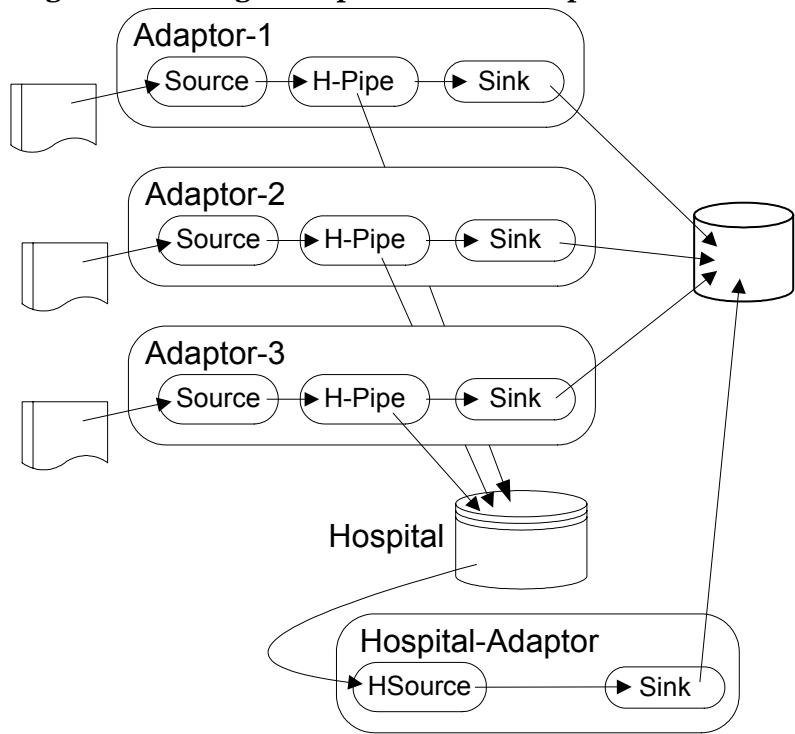 Adaptor-1
Source H-Pipe Sink
Adaptor-2
Source H-Pipe Sink
Adaptor-3
Source H-Pipe Sink
Hospital
Hospital-Adaptor
HSource Sink